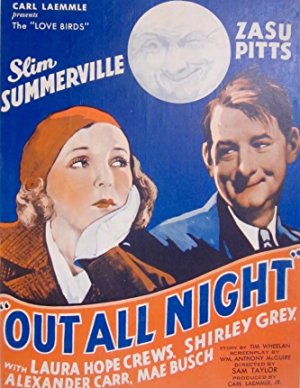 CARL LAEMMLE
presents
The "LOVE BIRDS"
Slim
SUMMERVILLE
ZASU
PITTS
"OUT ALL NIGHT"
WITH LAURA HOPE CREWS, SHIRLEY GREY,
ALEXANDER CARR, MAE BUSCH
STORY BY TIM WHELAN
SCREENPLAY BY
WM. ANTHONY McGUIRE
DIRECTED BY
SAM TAYLOR
PRODUCED BY
CARL LAEMMLE, JR.